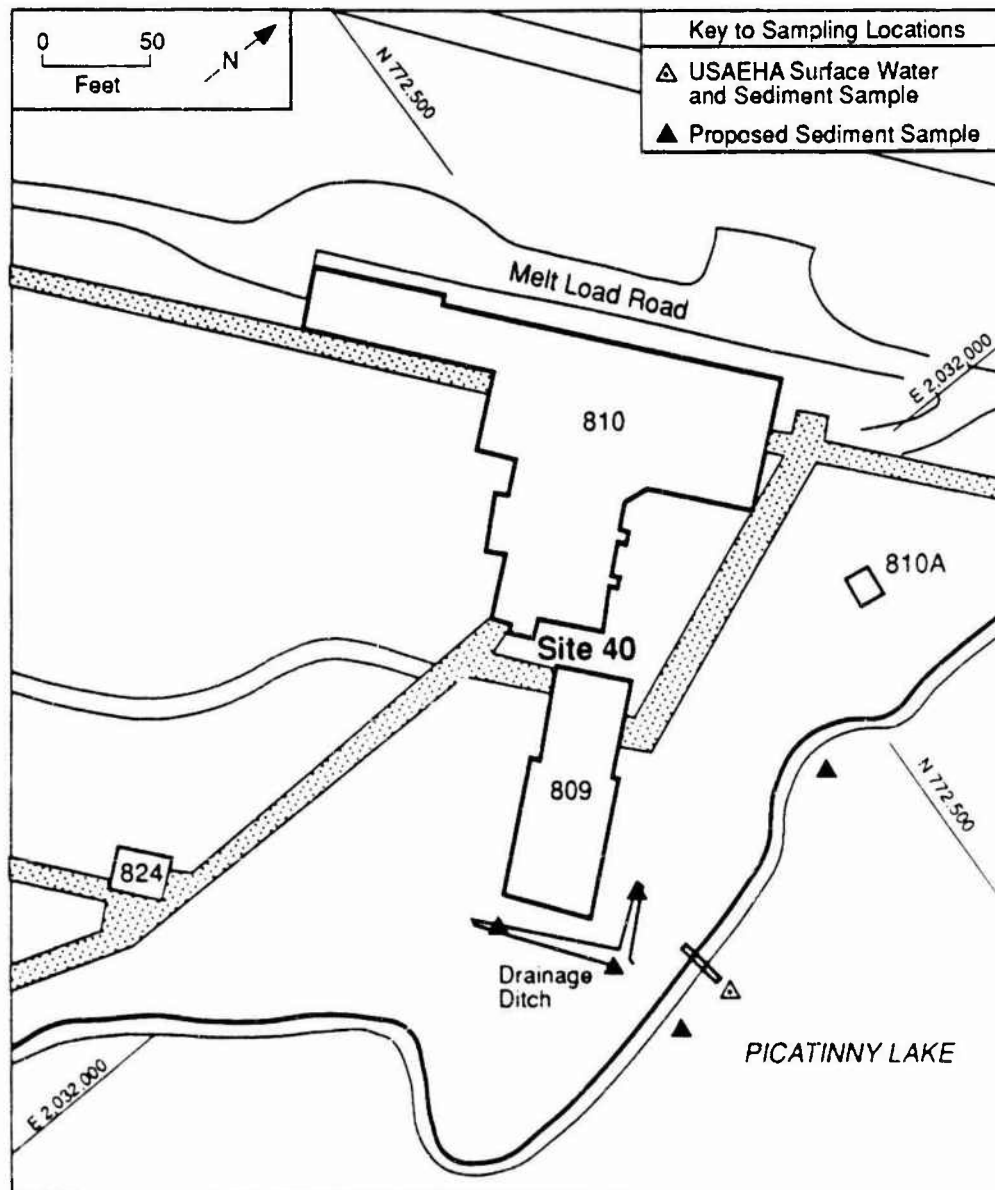 0 50
Feet
N
Key to Sampling Locations
USAEHA Surface Water
and Sediment Sample
Proposed Sediment Sample
N 772.500
Melt Load Road
E 2,032,000
810
810A
Site 40
809
N 772.500
824
Drainage
Ditch
PICATINNY LAKE
E 2,032,000